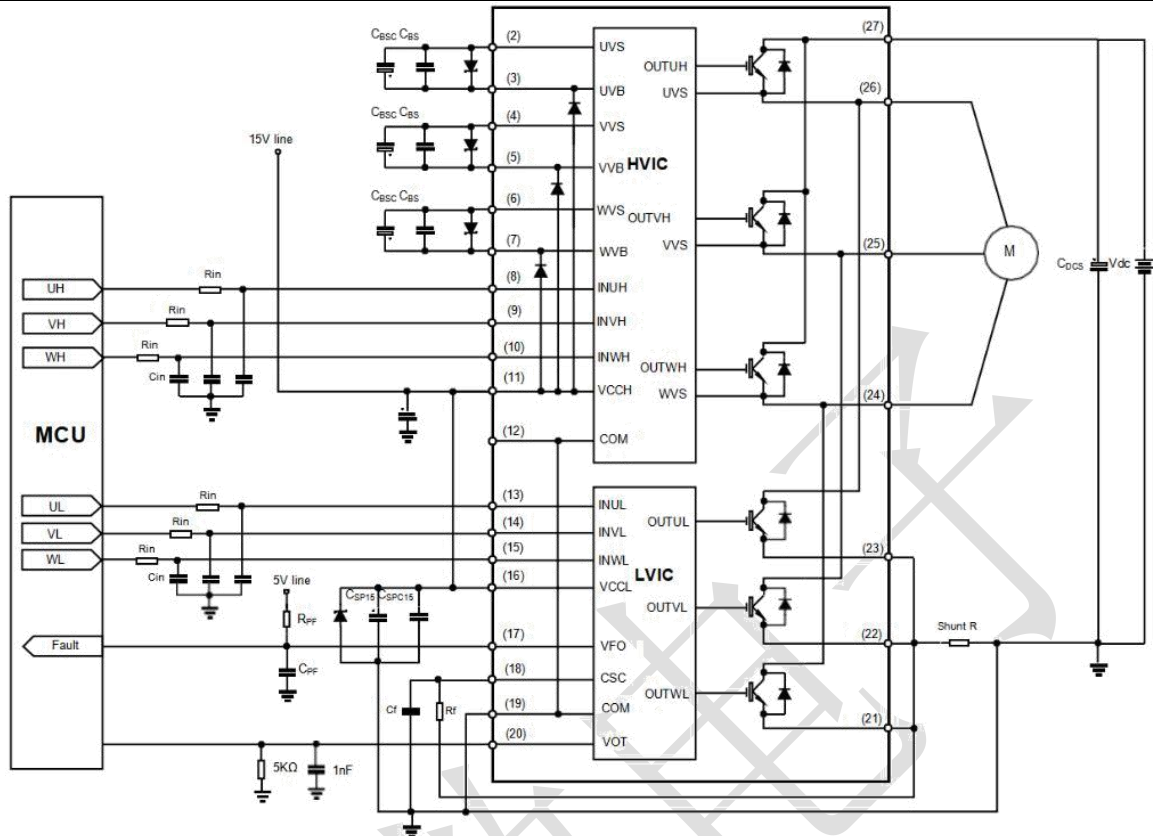 CBSC CBS
(2)
UVS
(3)
UVB
CBSC CBS
(4)
VVS
(5)
VVB
CBSC CBS
(6)
WVS
(7)
WVB
15V line
HVIC
OUTUH
UVS
OUTVH
VVS
OUTWH
WVS
(27)
(26)
(25)
(24)
M
CDCS
Vdc
MCU
UH
Rin
(8)
INUH
VH
Rin
(9)
INVH
WH
Rin
(10)
INWH
Cin
(11)
VCCH
(12)
COM
UL
Rin
(13)
INUL
VL
Rin
(14)
INVL
WL
Rin
(15)
INWL
Cin
(16)
VCCL
LVIC
OUTUL
OUTVL
OUTWL
(23)
(22)
(21)
Shunt R
5V line
RPF
CSP15
CSPC15
Fault
(17)
VFO
CPF
(18)
CSC
Cf
Rf
(19)
COM
(20)
VOT
5KΩ
1nF